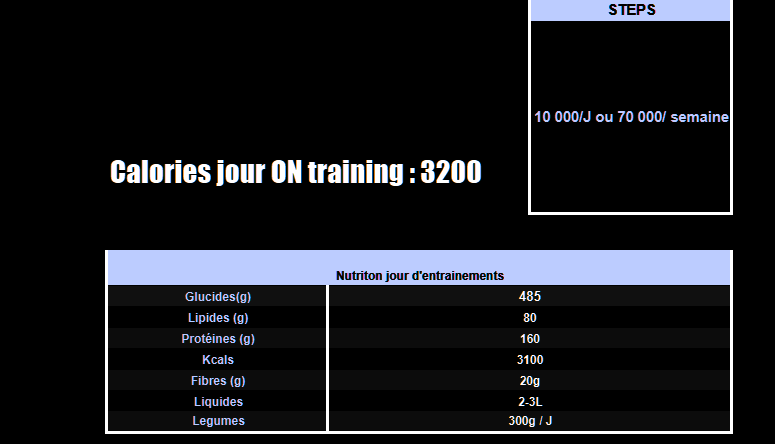 STEPS
10 000/J ou 70 000/ semaine
Calories jour ON training : 3200
Nutriton jour d'entrainements
Glucides(g) 485
Lipides (g) 80
Protéines (g) 160
Kcals 3100
Fibres (g) 20g
Liquides 2-3L
Legumes 300g / J